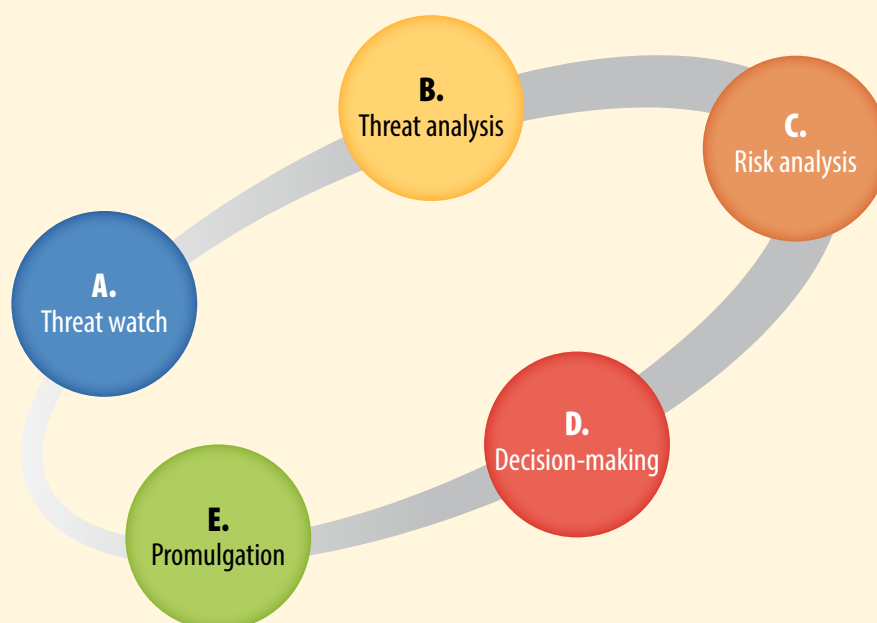 A.
Threat watch
B.
Threat analysis
C.
Risk analysis
D.
Decision-making
E.
Promulgation